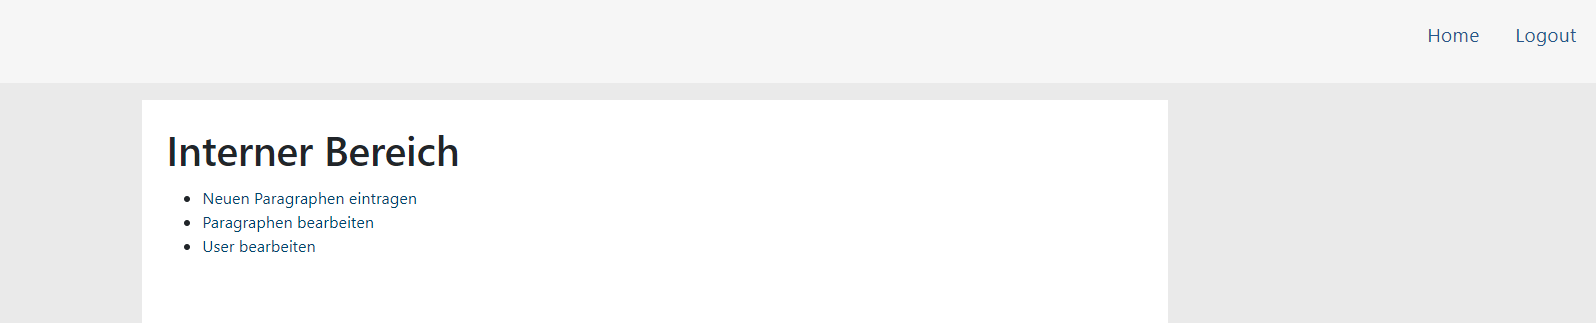 Home Logout
Interner Bereich
Neuen Paragraphen eintragen
Paragraphen bearbeiten
User bearbeiten